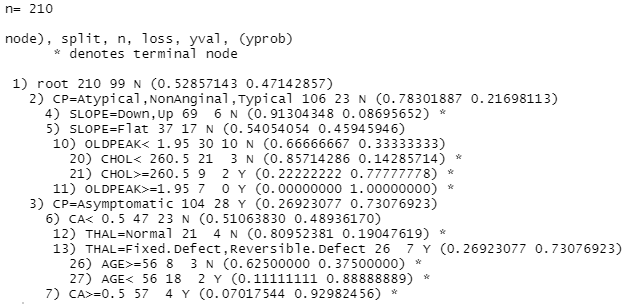 n= 210
node), split, n, loss, yval, (yprob)
* denotes terminal node
1) root 210 99 N (0.52857143 0.47142857)
2) CP=Atypical,NonAnginal,Typical 106 23 N (0.78301887 0.21698113)
4) SLOPE=Down,Up 69 6 N (0.91304348 0.08695652) *
5) SLOPE=Flat 37 17 N (0.54054054 0.45945946)
10) OLDPEAK< 1.95 30 10 N (0.66666667 0.33333333)
20) CHOL< 260.5 21 3 N (0.85714286 0.14285714) *
21) CHOL>=260.5 9 2 Y (0.22222222 0.77777778) *
11) OLDPEAK>=1.95 7 0 Y (0.00000000 1.00000000) *
3) CP=Asymptomatic 104 28 Y (0.26923077 0.73076923)
6) CA< 0.5 47 23 N (0.51063830 0.48936170)
12) THAL=Normal 21 4 N (0.80952381 0.19047619) *
13) THAL=Fixed.Defect,Reversible.Defect 26 7 Y (0.26923077 0.73076923)
26) AGE>=56 8 3 N (0.62500000 0.37500000) *
27) AGE< 56 18 2 Y (0.11111111 0.88888889) *
7) CA>=0.5 57 4 Y (0.07017544 0.92982456) *